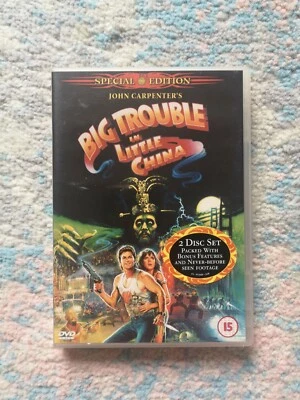 SPECIAL EDITION
JOHN CARPENTER'S
BIG TROUBLE
IN
LITTLE
CHINA
2 DISC SET
PACKED WITH
BONUS FEATURES
AND NEVER-BEFORE
SEEN FOOTAGE
DVD
15